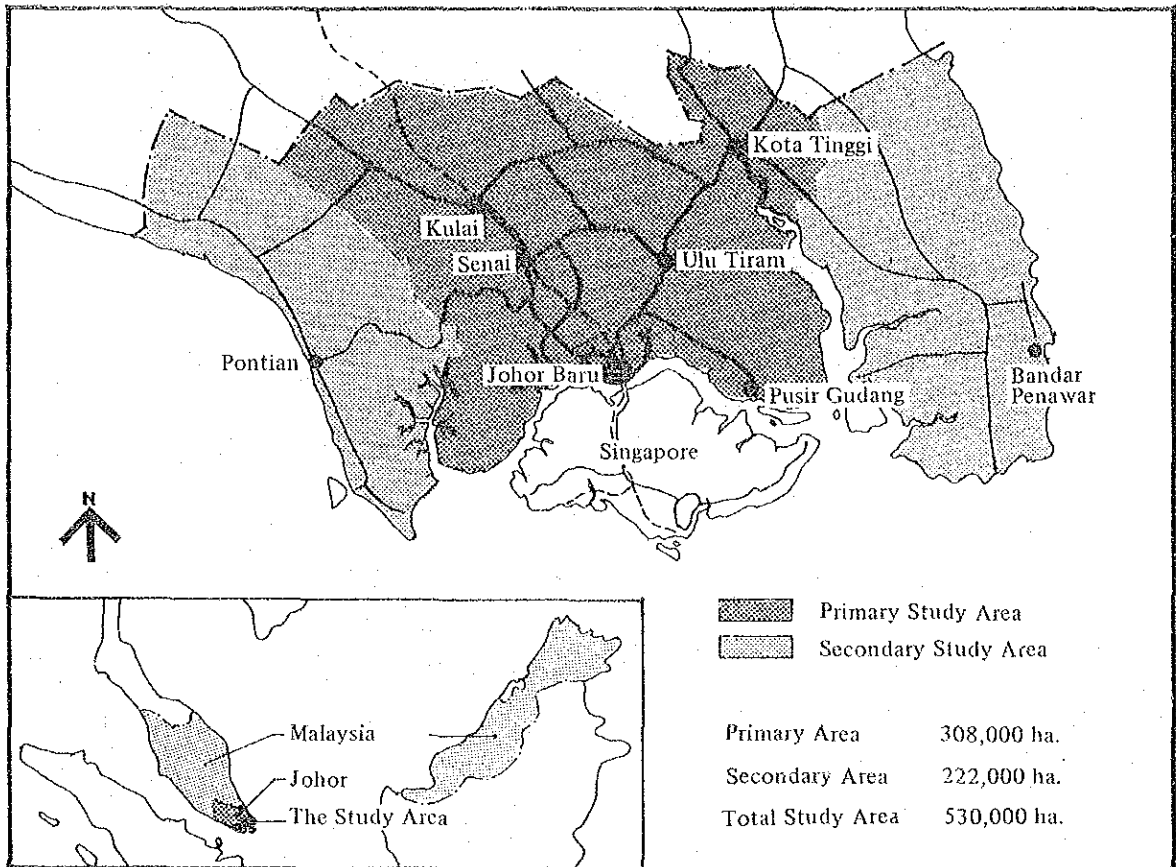 Kota Tinggi
Kulai
Senai
Ulu Tiram
Pontian
Johor Baru
Bandar
Penawar
Pusir Gudang
Singapore
N
Primary Study Area
Secondary Study Area
Malaysia
Johor
The Study Area
Primary Area 308,000 ha.
Secondary Area 222,000 ha.
Total Study Area 530,000 ha.